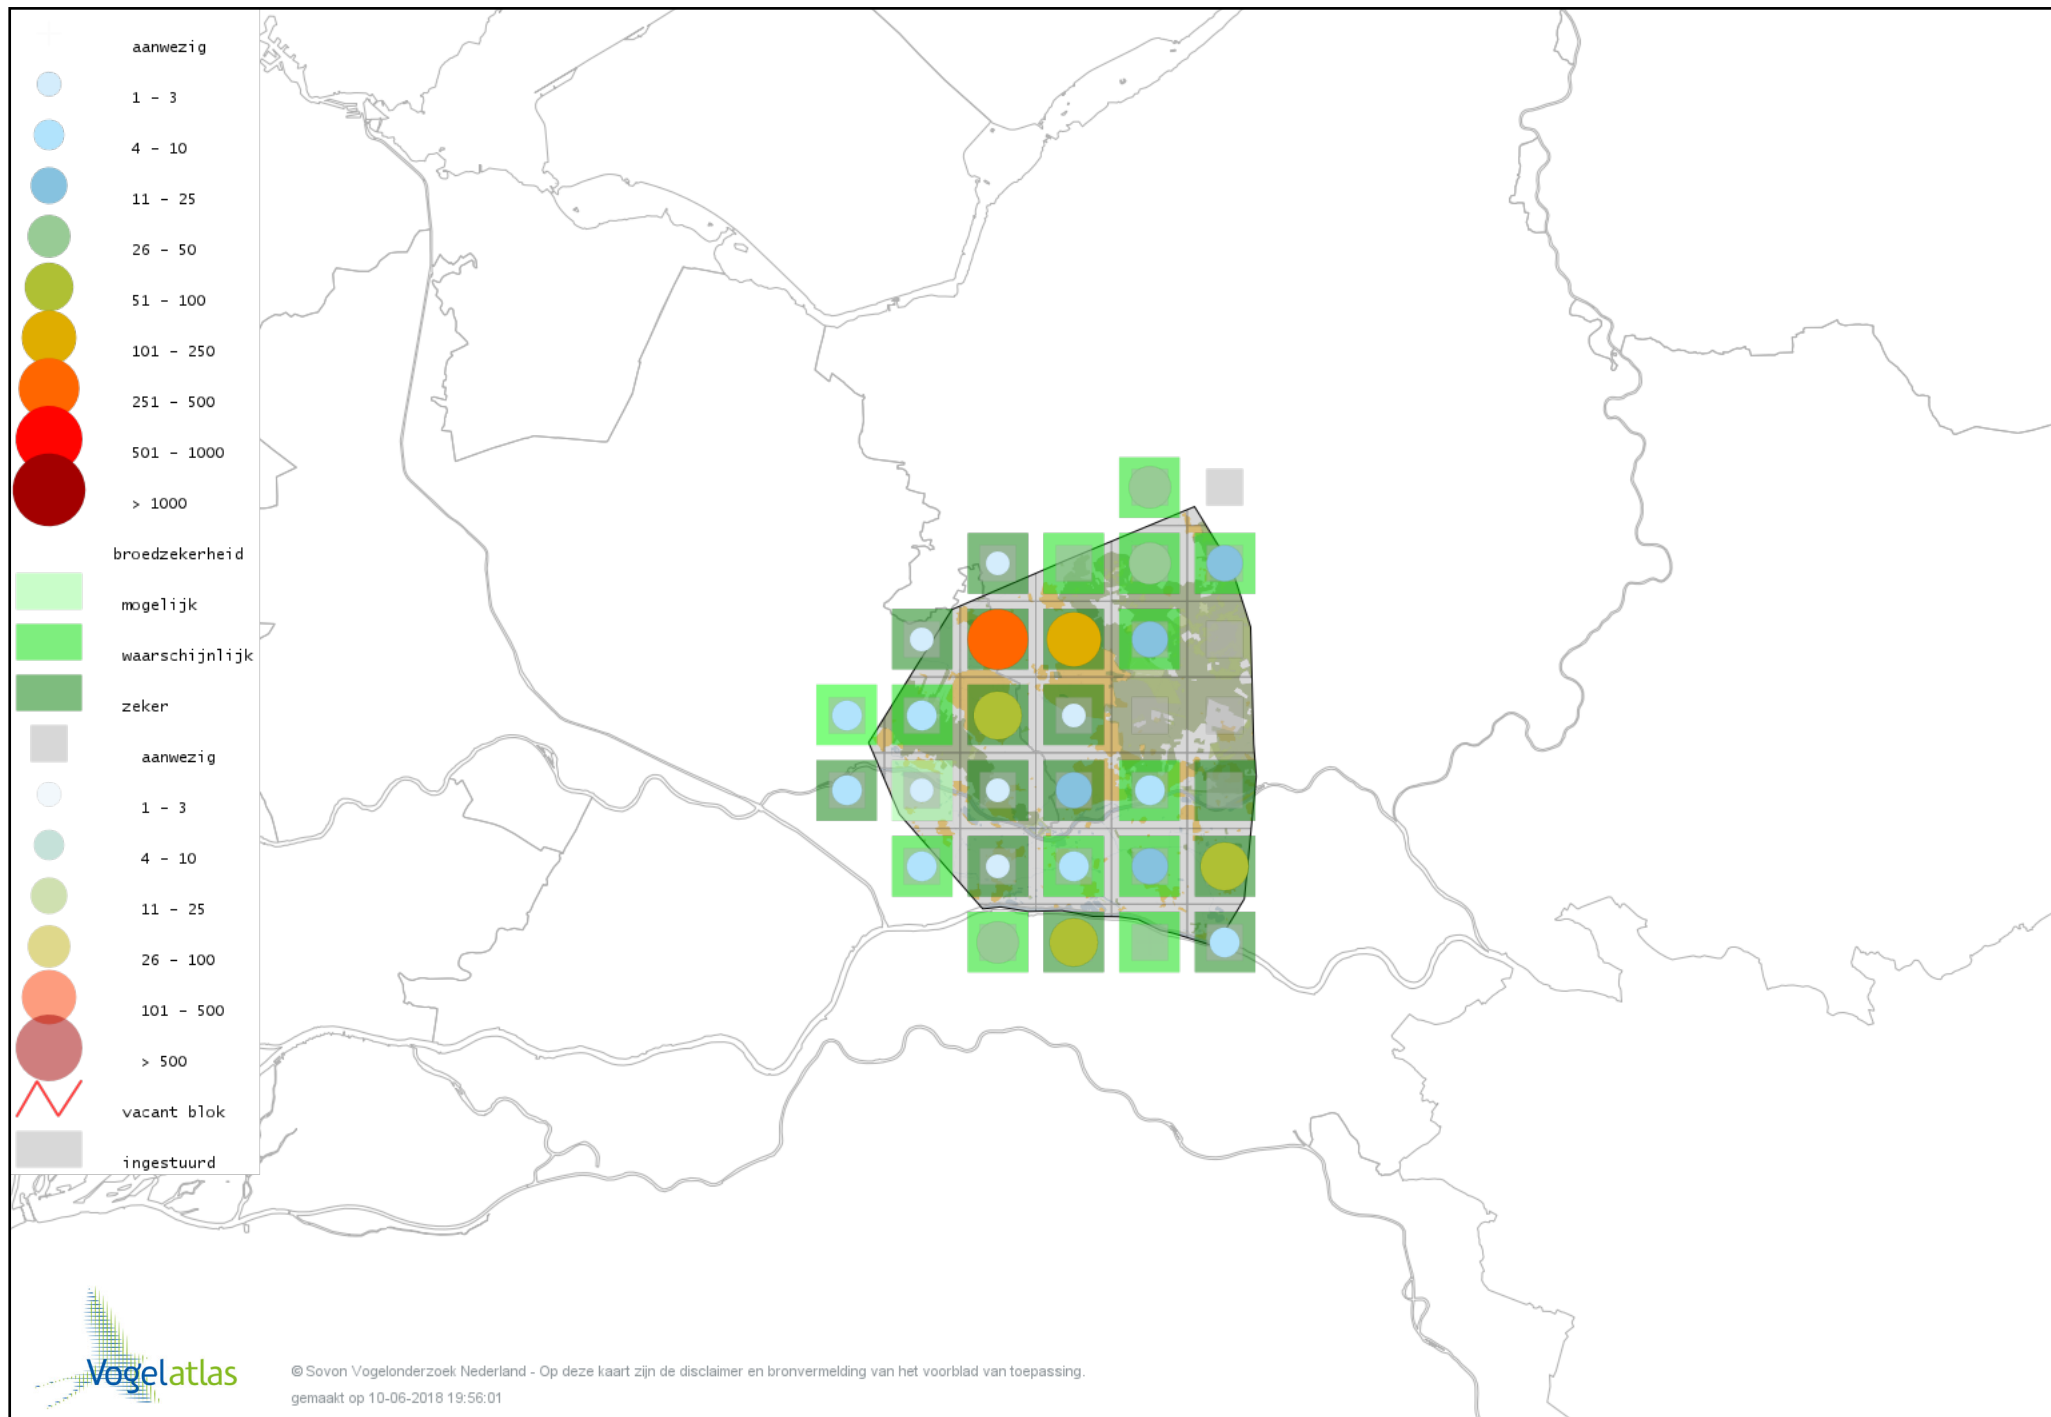 aanwezig
1 - 3
4 - 10
11 - 25
26 - 50
51 - 100
101 - 250
251 - 500
501 - 1000
> 1000
broedzekerheid
mogelijk
waarschijnlijk
zeker
aanwezig
1 - 3
4 - 10
11 - 25
26 - 100
101 - 500
> 500
vacant blok
ingestuurd
Vogelatlas
© Sovon Vogelonderzoek Nederland - Op deze kaart zijn de disclaimer en bronvermelding van het voorblad van toepassing.
gemaakt op 10-06-2018 19:56:01